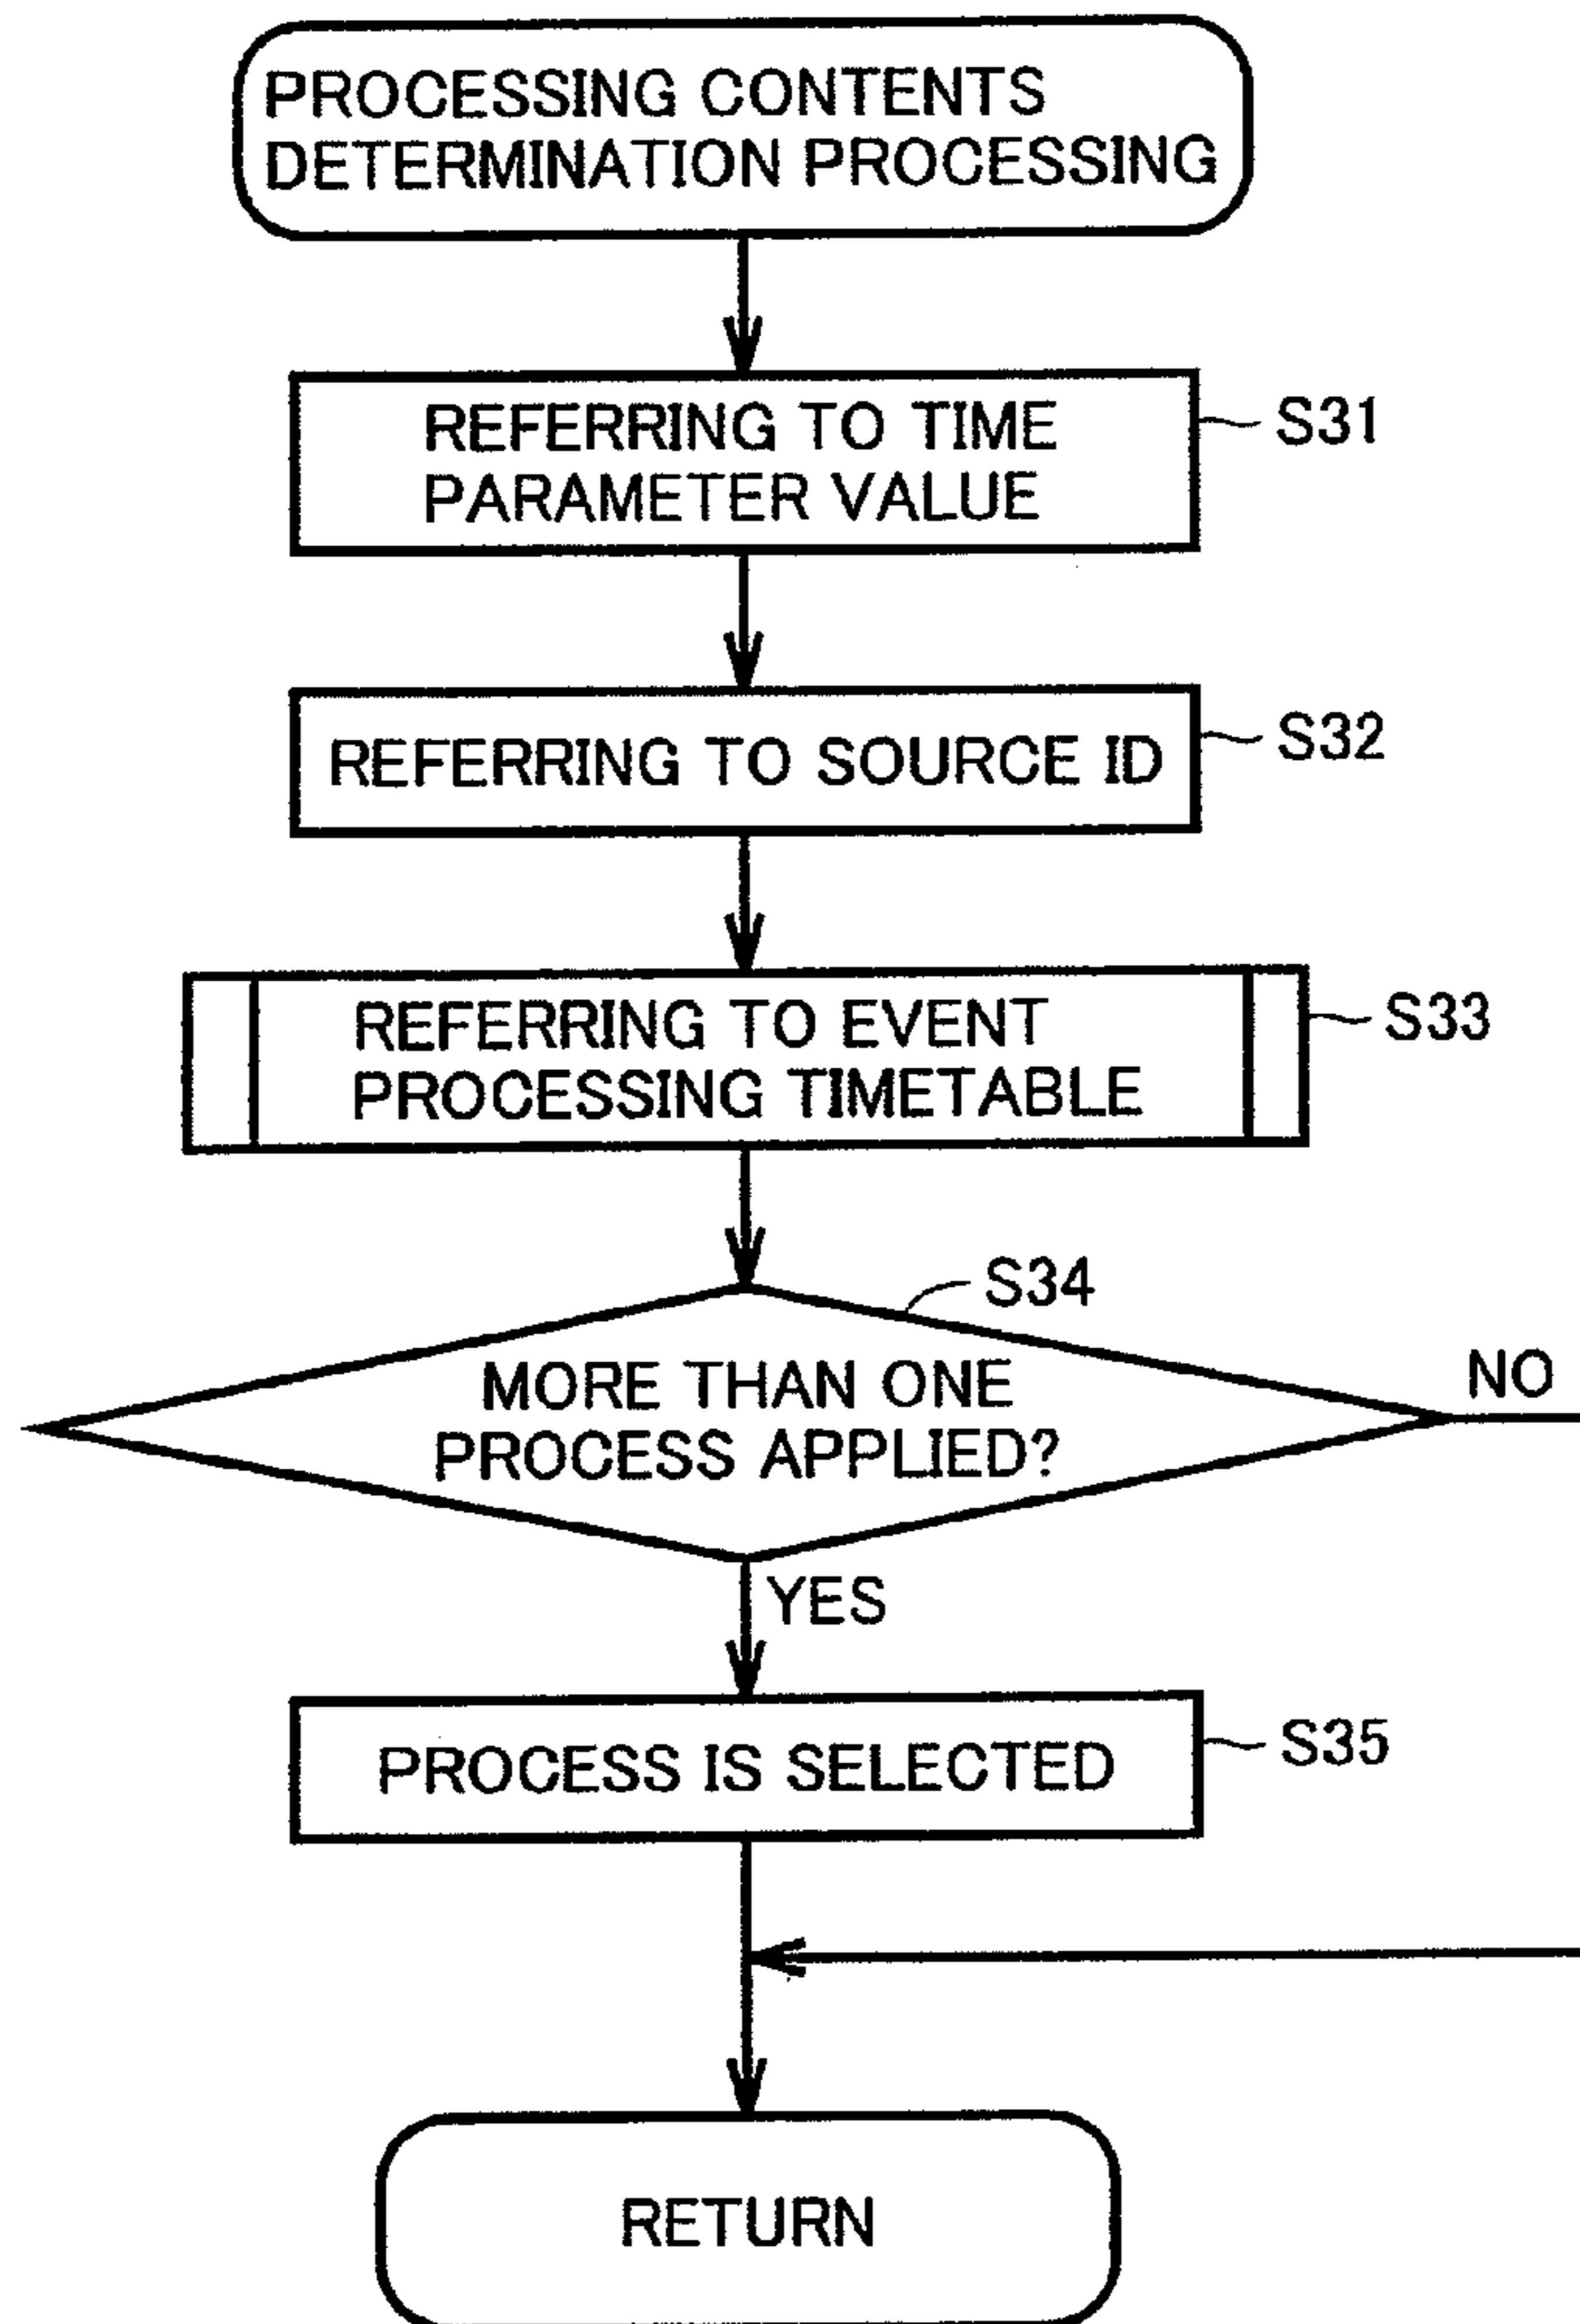 PROCESSING CONTENTS
DETERMINATION PROCESSING
REFERRING TO TIME
PARAMETER VALUE
S31
REFERRING TO SOURCE ID
S32
REFERRING TO EVENT
PROCESSING TIMETABLE
S33
S34
MORE THAN ONE
PROCESS APPLIED?
NO
YES
PROCESS IS SELECTED
S35
RETURN